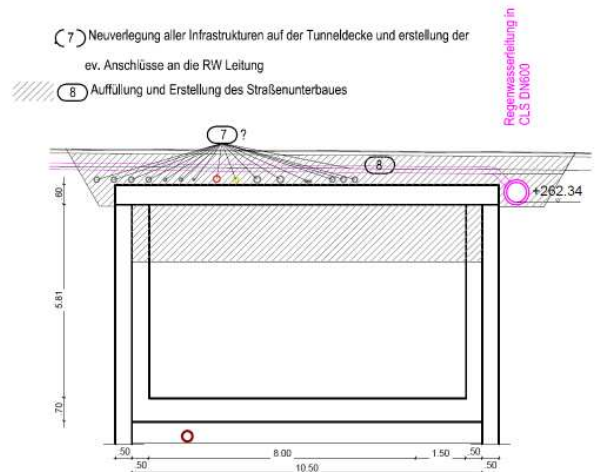 7 Neuverlegung aller Infrastrukturen auf der Tunneldecke und erstellung der
ev. Anschlüsse an die RW Leitung
8 Auffüllung und Erstellung des Straßenunterbaues
Regenwasserleitung in
CLS DN600
7 ?
8
+262.34
60
5.81
.70
.50
.50
8.00
1.50
.50
.50
10.50